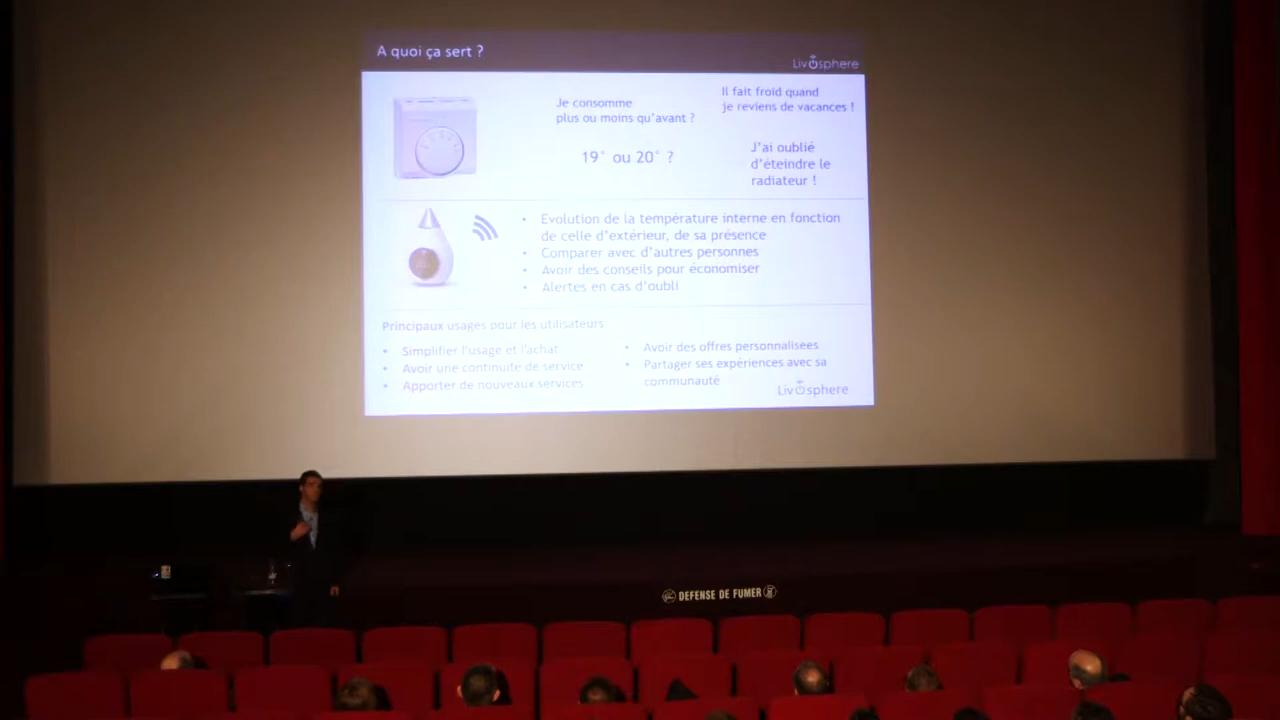 A quoi ça sert ?
Livosphere
Je consomme
plus ou moins qu'avant ?
Il fait froid quand
je reviens de vacances !
19° ou 20° ?
J'ai oublié
d'éteindre le
radiateur !
• Evolution de la température interne en fonction
de celle d'extérieur, de sa présence
• Comparer avec d'autres personnes
• Avoir des conseils pour économiser
• Alertes en cas d'oubli
Principaux usages pour les utilisateurs
• Simplifier l'usage et l'achat
• Avoir une continuité de service
• Apporter de nouveaux services
• Avoir des offres personnalisées
• Partager ses expériences avec sa
communauté
Livosphere
DEFENSE DE FUMER